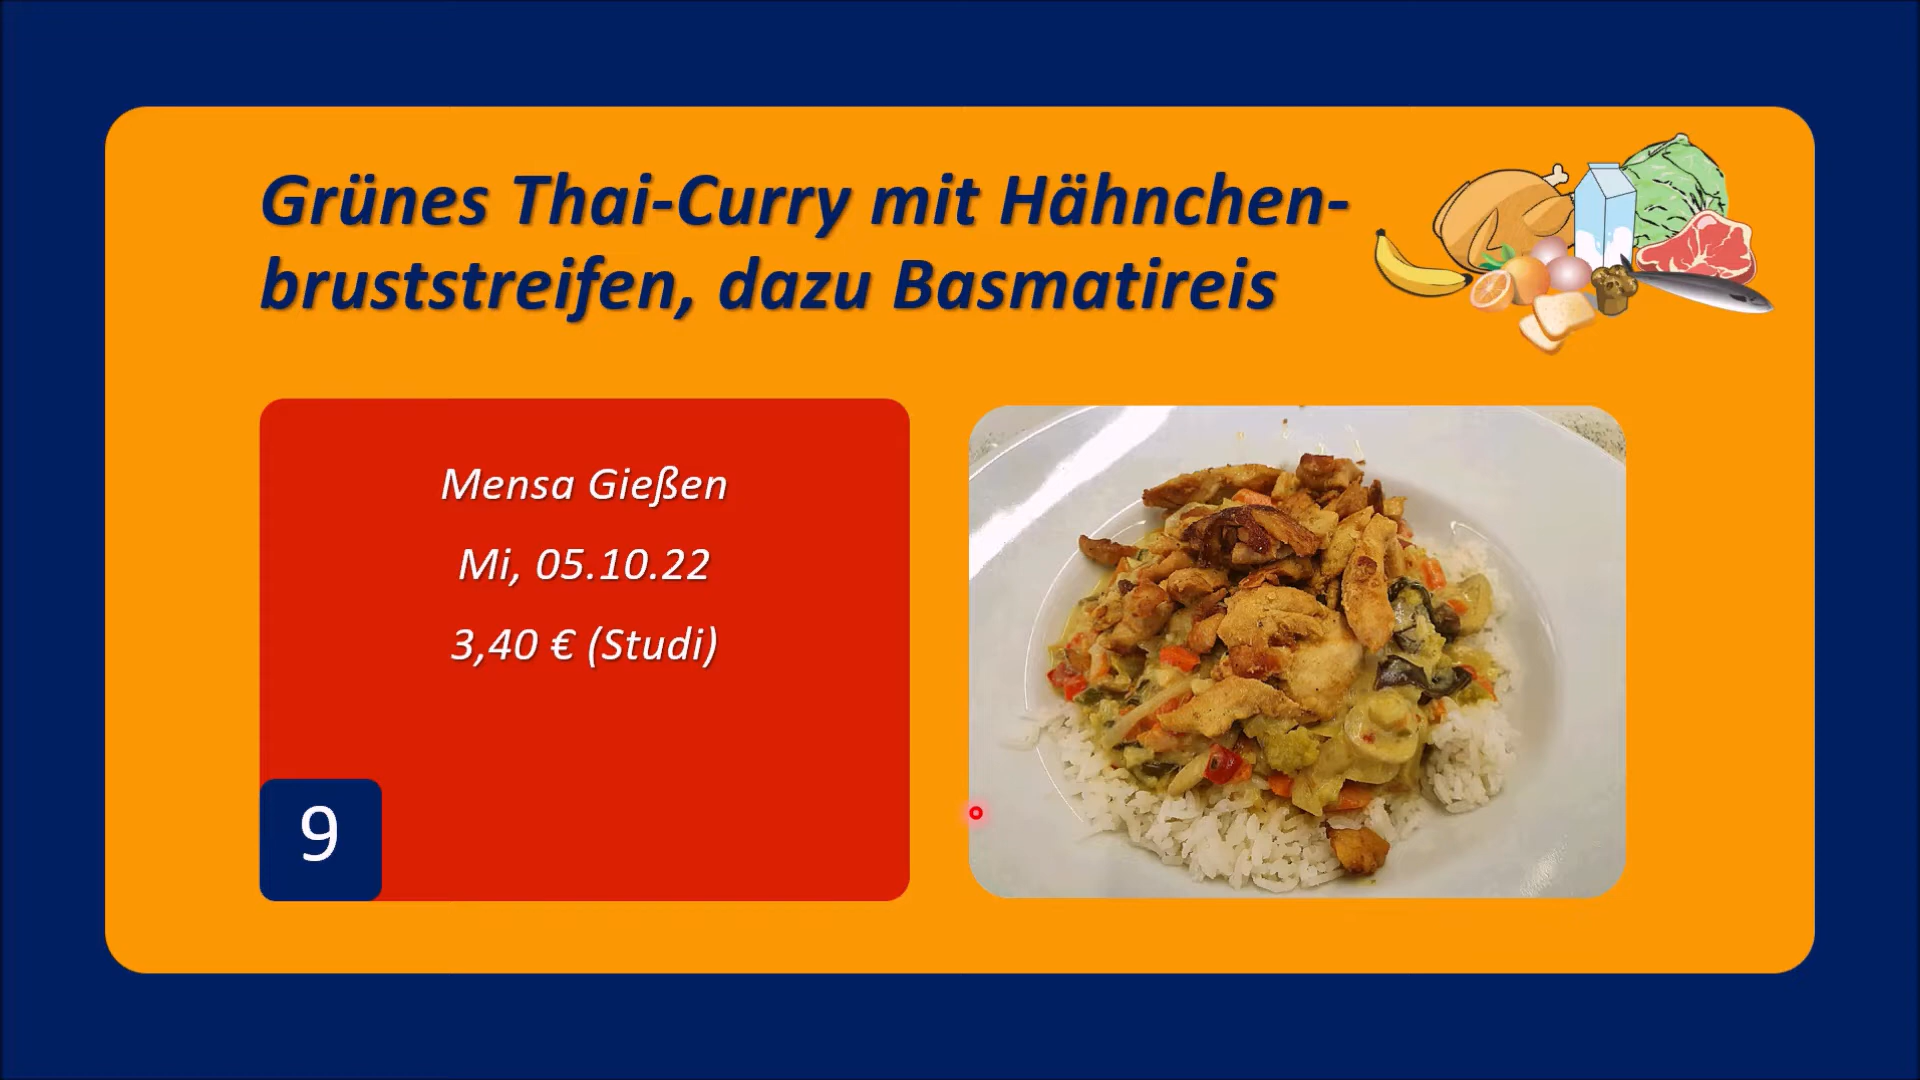 Grünes Thai-Curry mit Hähnchen-
bruststreifen, dazu Basmatireis
Mensa Gießen
Mi, 05.10.22
3,40 € (Studi)
9